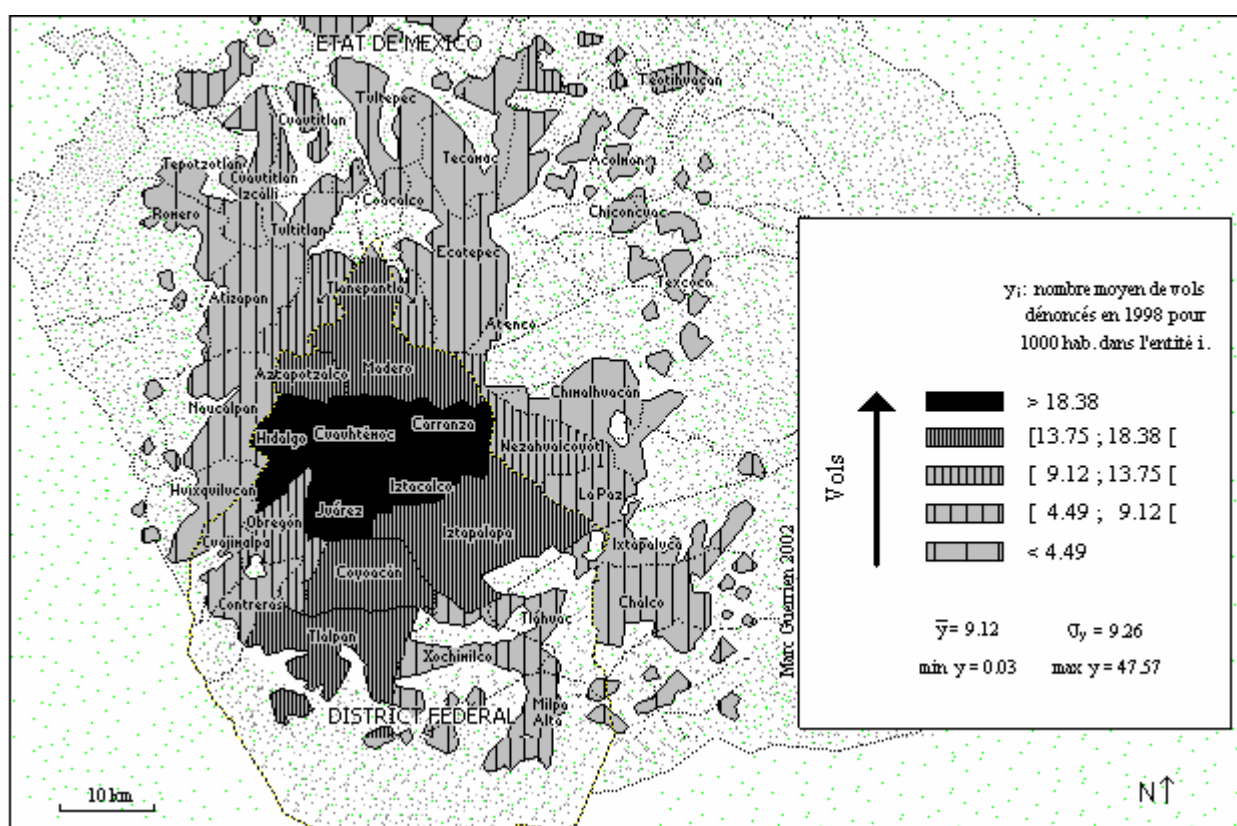 ETAT DE MEXICO
Teotihuacán
Tultepec
Cuautitlan
Tecamac
Acolman
Tepotzotlan
Cuautitlan
Izcalli
Coacalco
Romero
Chiconcuac
Tultitlan
Ecatepec
Texcoco
Tlanepantla
Atizapan
Atenco
Aztapotzalco
Madero
Chimalhuacán
Naucalpan
Carranza
Hidalgo
Cuauhtémoc
Nezahualcoyotl
Huixquilucan
Iztacalco
La Paz
Juárez
Obregón
Iztapalapa
Cuajimalpa
Ixtapaluca
Coyoacán
Contreras
Chalco
Tláhuac
Tlalpan
Xochimilco
Milpa
Alta
DISTRICT FEDERAL
10 km
N↑
Marc Guerrien 2002
yi : nombre moyen de vols
dénoncés en 1998 pour
1000 hab. dans l'entité i.
Vols
> 18.38
[13.75 ; 18.38 [
[ 9.12 ; 13.75 [
[ 4.49 ; 9.12 [
< 4.49
y̅ = 9.12 σy = 9.26
min y = 0.03 max y = 47.57